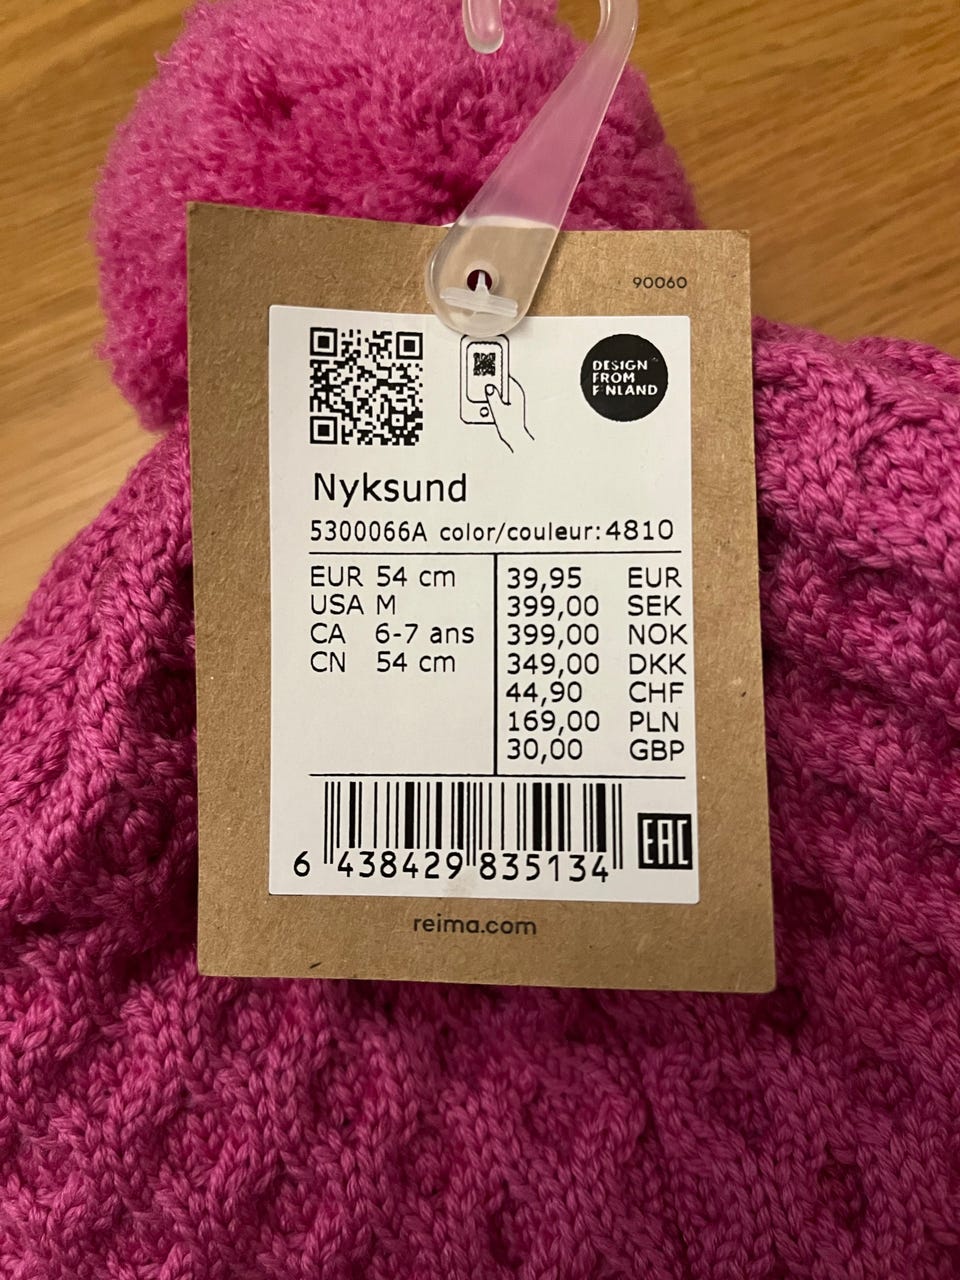 90060
DESIGN
FROM
FINLAND
Nyksund
5300066A color/couleur:4810
EUR 54 cm
USA M
CA 6-7 ans
CN 54 cm
39,95 EUR
399,00 SEK
399,00 NOK
349,00 DKK
44,90 CHF
169,00 PLN
30,00 GBP
6 438429 835134
EAC
reima.com